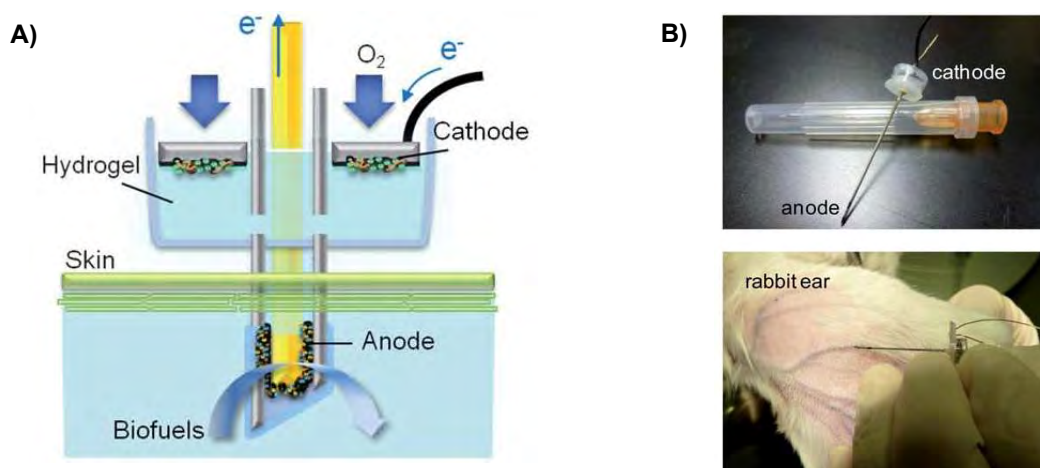 A)
e-
O2
e-
Cathode
Hydrogel
Skin
Anode
Biofuels
B)
cathode
anode
rabbit ear